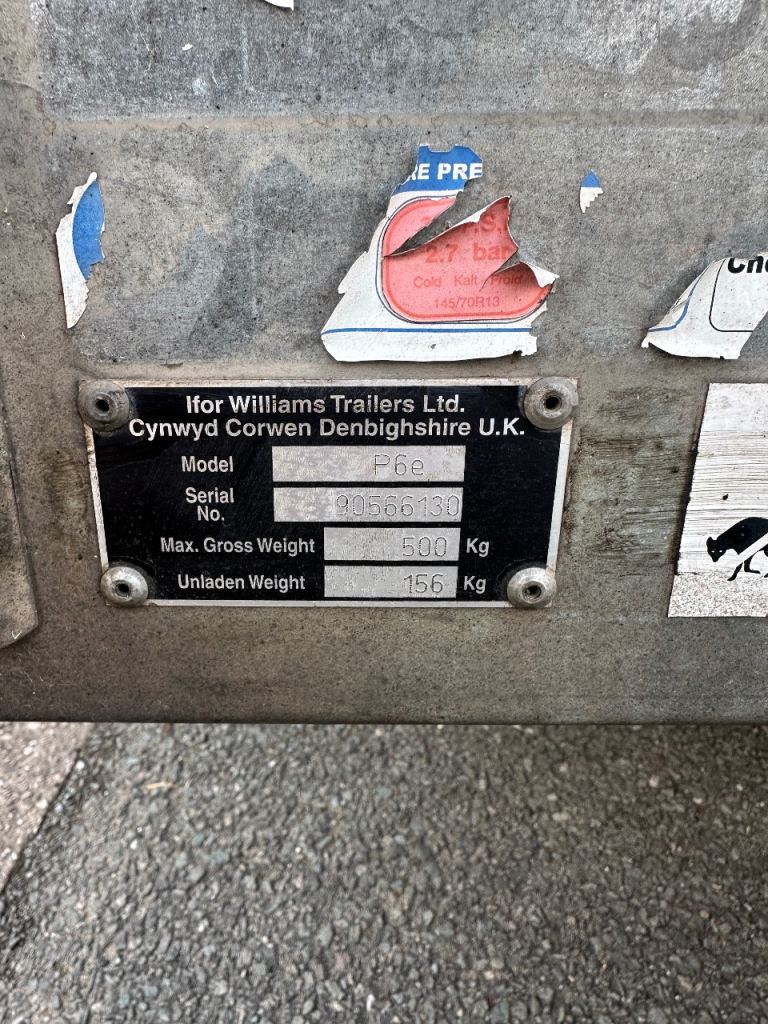 RE PRE
2.7 bar
Cold Kalt Froid
145/70R13
Che
Ifor Williams Trailers Ltd.
Cynwyd Corwen Denbighshire U.K.
Model P6e
Serial
No. 90566130
Max. Gross Weight 500 Kg
Unladen Weight 156 Kg